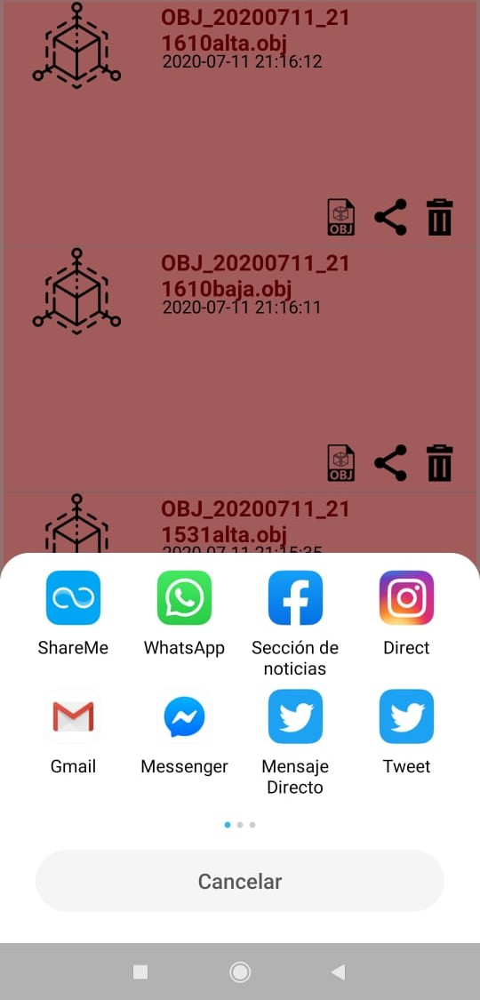 OBJ_20200711_21
1610alta.obj
2020-07-11 21:16:12
OBJ
OBJ_20200711_21
1610baja.obj
2020-07-11 21:16:11
OBJ
OBJ_20200711_21
1531alta.obj
2020-07-11 21:15:35
ShareMe
WhatsApp
Sección de
noticias
Direct
Gmail
Messenger
Mensaje
Directo
Tweet
Cancelar